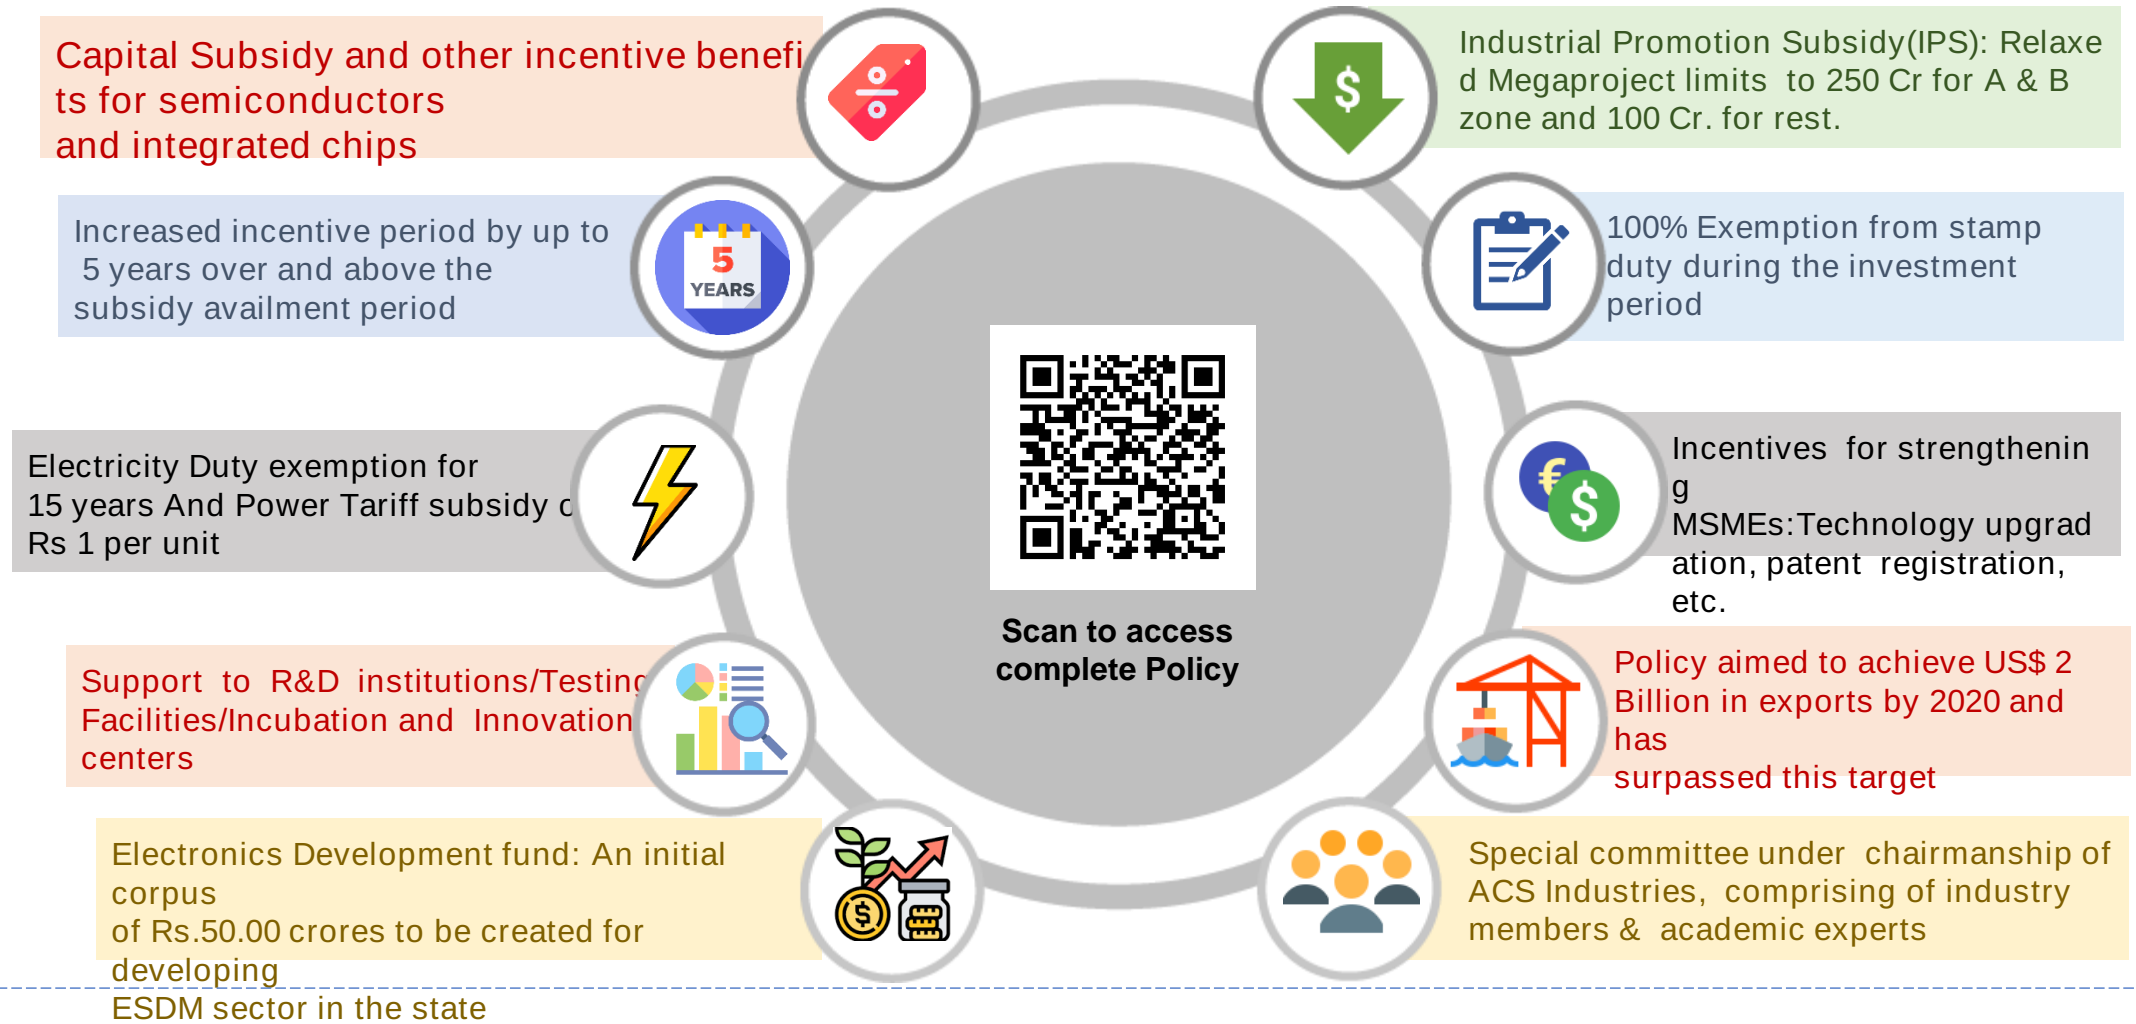 Capital Subsidy and other incentive benefi
ts for semiconductors
and integrated chips
Industrial Promotion Subsidy(IPS): Relaxe
d Megaproject limits to 250 Cr for A & B
zone and 100 Cr. for rest.
Increased incentive period by up to
5 years over and above the
subsidy availment period
5
YEARS
100% Exemption from stamp
duty during the investment
period
Electricity Duty exemption for
15 years And Power Tariff subsidy
Rs 1 per unit
€
$
Incentives for strengthenin
g
MSMEs:Technology upgrad
ation, patent registration,
etc.
Scan to access
complete Policy
Support to R&D institutions/Testing
Facilities/Incubation and Innovation
centers
Policy aimed to achieve US$ 2
Billion in exports by 2020 and
has
surpassed this target
Electronics Development fund: An initial
corpus
of Rs.50.00 crores to be created for
developing
ESDM sector in the state
$
Special committee under chairmanship of
ACS Industries, comprising of industry
members & academic experts